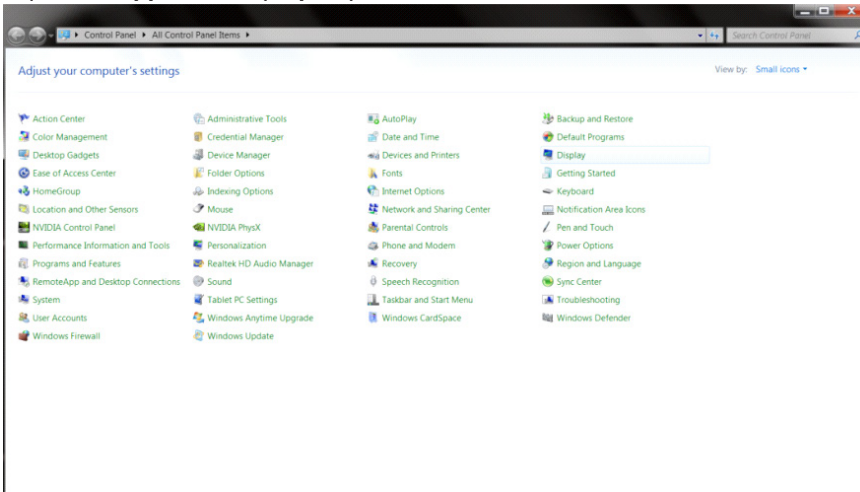 Control Panel ▸ All Control Panel Items ▸ Search Control Panel
Adjust your computer's settings View by: Small icons
Action Center Administrative Tools AutoPlay Backup and Restore
Color Management Credential Manager Date and Time Default Programs
Desktop Gadgets Device Manager Devices and Printers Display
Ease of Access Center Folder Options Fonts Getting Started
HomeGroup Indexing Options Internet Options Keyboard
Location and Other Sensors Mouse Network and Sharing Center Notification Area Icons
NVIDIA Control Panel NVIDIA PhysX Parental Controls Pen and Touch
Performance Information and Tools Personalization Phone and Modem Power Options
Programs and Features Realtek HD Audio Manager Recovery Region and Language
RemoteApp and Desktop Connections Sound Speech Recognition Sync Center
System Tablet PC Settings Taskbar and Start Menu Troubleshooting
User Accounts Windows Anytime Upgrade Windows CardSpace Windows Defender
Windows Firewall Windows Update